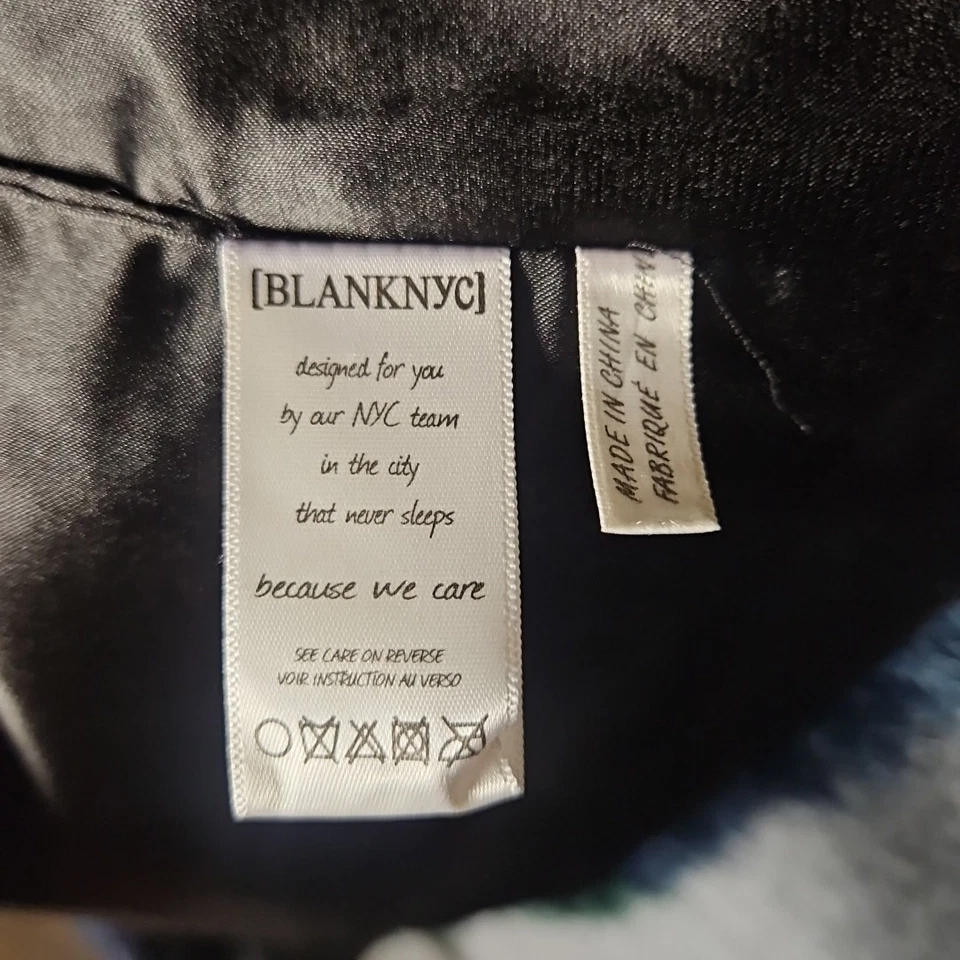 [BLANKNYC]
designed for you
by our NYC team
in the city
that never sleeps
because we care
SEE CARE ON REVERSE
VOIR INSTRUCTION AU VERSO
MADE IN CHINA
FABRIQUÉ EN CHINE